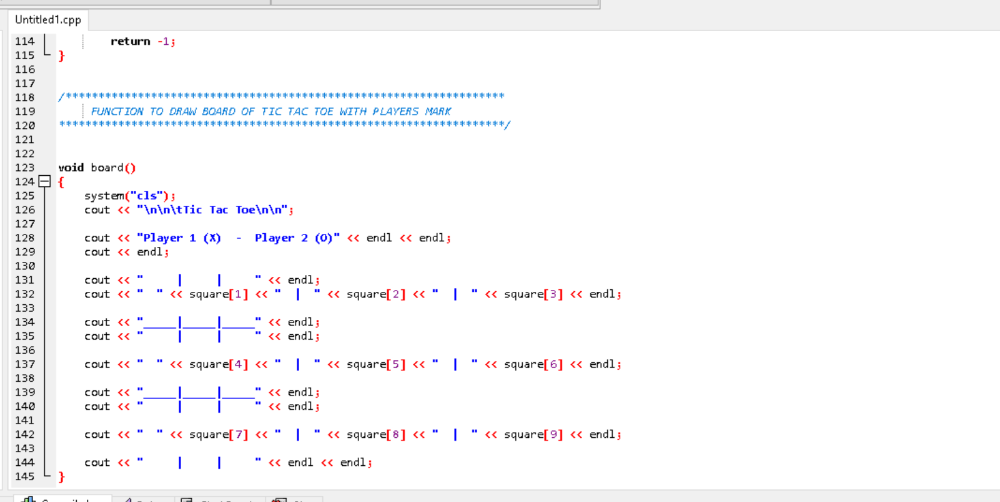 Untitled1.cpp
114         return -1;
115 }
116
117
118 /*******************************************************************
119      FUNCTION TO DRAW BOARD OF TIC TAC TOE WITH PLAYERS MARK
120 ********************************************************************/
121
122
123 void board()
124 {
125     system("cls");
126     cout << "\n\n\tTic Tac Toe\n\n";
127
128     cout << "Player 1 (X)  -  Player 2 (O)" << endl << endl;
129     cout << endl;
130
131     cout << "     |     |     " << endl;
132     cout << "  " << square[1] << "  |  " << square[2] << "  |  " << square[3] << endl;
133
134     cout << "_____|_____|_____" << endl;
135     cout << "     |     |     " << endl;
136
137     cout << "  " << square[4] << "  |  " << square[5] << "  |  " << square[6] << endl;
138
139     cout << "_____|_____|_____" << endl;
140     cout << "     |     |     " << endl;
141
142     cout << "  " << square[7] << "  |  " << square[8] << "  |  " << square[9] << endl;
143
144     cout << "     |     |     " << endl << endl;
145 }